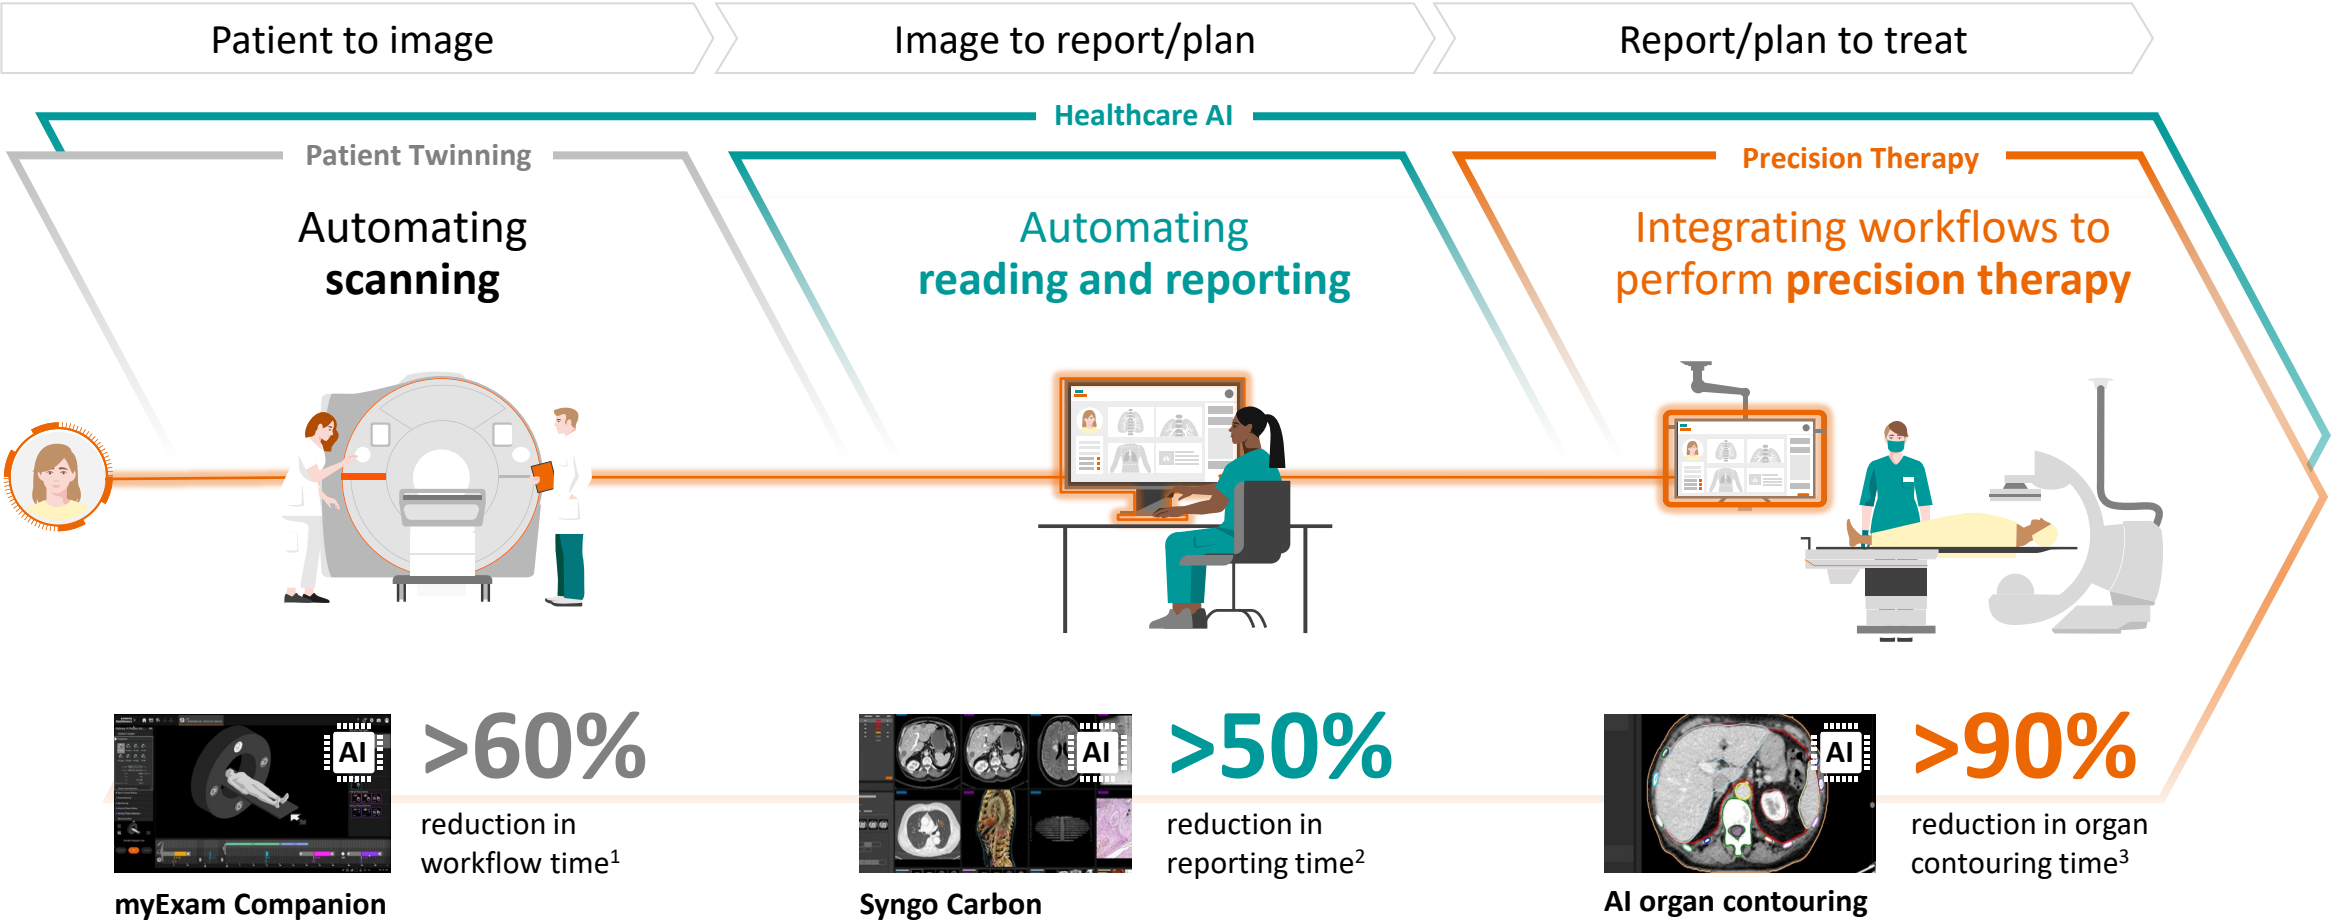 Patient to image
Image to report/plan
Report/plan to treat
Healthcare AI
Patient Twinning
Precision Therapy
Automating
scanning
Automating
reading and reporting
Integrating workflows to
perform precision therapy
AI
>60%
reduction in
workflow time¹
myExam Companion
AI
>50%
reduction in
reporting time²
Syngo Carbon
AI
>90%
reduction in organ
contouring time³
AI organ contouring